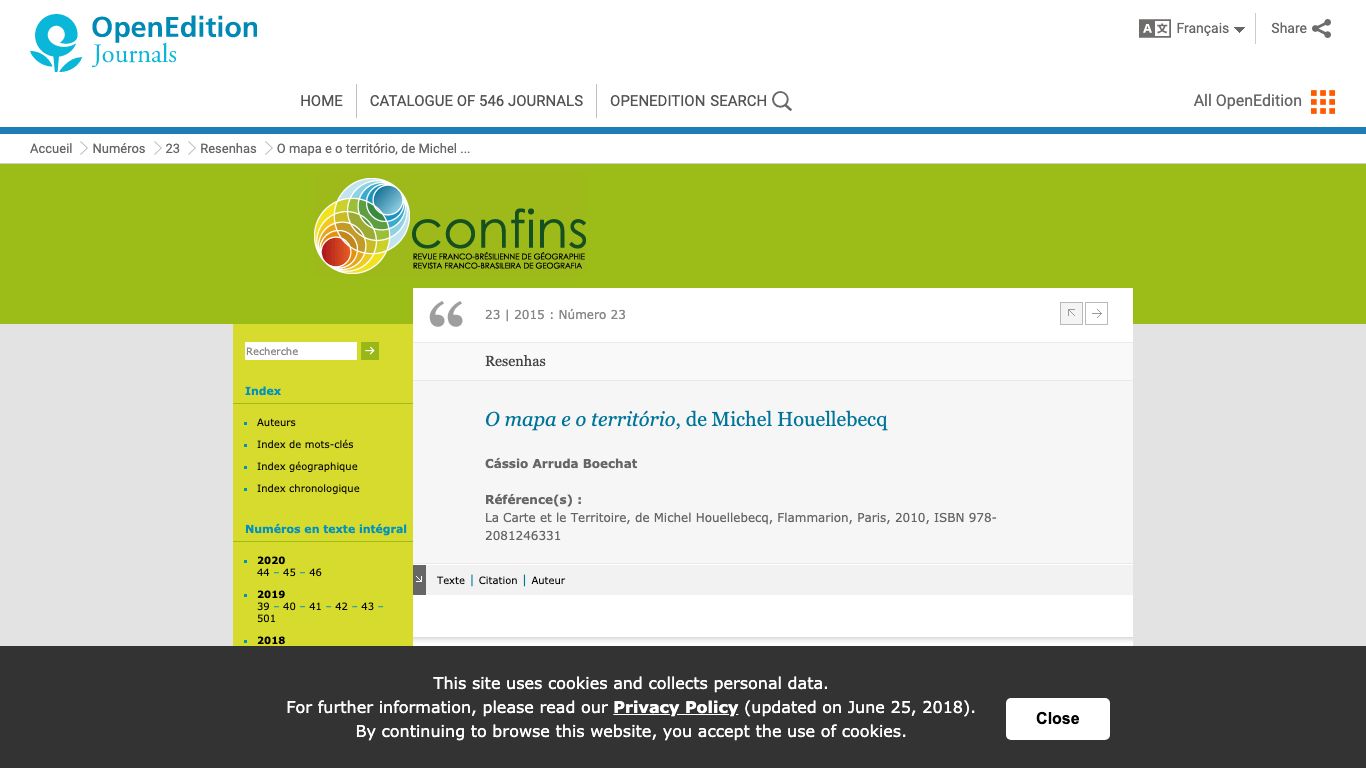 OpenEdition
Journals
Français
Share
HOME
CATALOGUE OF 546 JOURNALS
OPENEDITION SEARCH
All OpenEdition
Accueil
Numéros
23
Resenhas
O mapa e o território, de Michel ...
confins
REVUE FRANCO-BRÉSILIENNE DE GÉOGRAPHIE
REVISTA FRANCO-BRASILEIRA DE GEOGRAFIA
23 | 2015 : Número 23
Resenhas
O mapa e o território, de Michel Houellebecq
Cássio Arruda Boechat
Référence(s) :
La Carte et le Territoire, de Michel Houellebecq, Flammarion, Paris, 2010, ISBN 978-
2081246331
Texte | Citation | Auteur
Recherche
Index
Auteurs
Index de mots-clés
Index géographique
Index chronologique
Numéros en texte intégral
2020
44 – 45 – 46
2019
39 – 40 – 41 – 42 – 43 –
501
2018
This site uses cookies and collects personal data.
For further information, please read our Privacy Policy (updated on June 25, 2018).
By continuing to browse this website, you accept the use of cookies.
Close